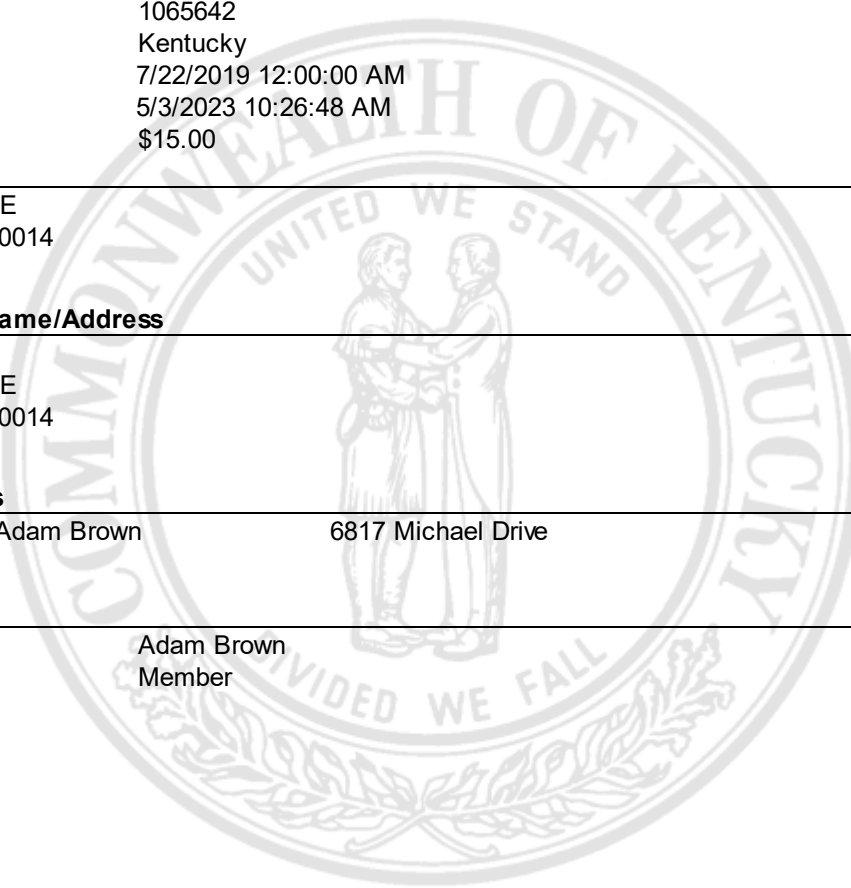 1065642
Kentucky
7/22/2019 12:00:00 AM
5/3/2023 10:26:48 AM
$15.00
E
0014
ame/Address
E
0014
s
Adam Brown 6817 Michael Drive
Adam Brown
Member
COMMONWEALTH OF KENTUCKY
UNITED WE STAND
DIVIDED WE FALL